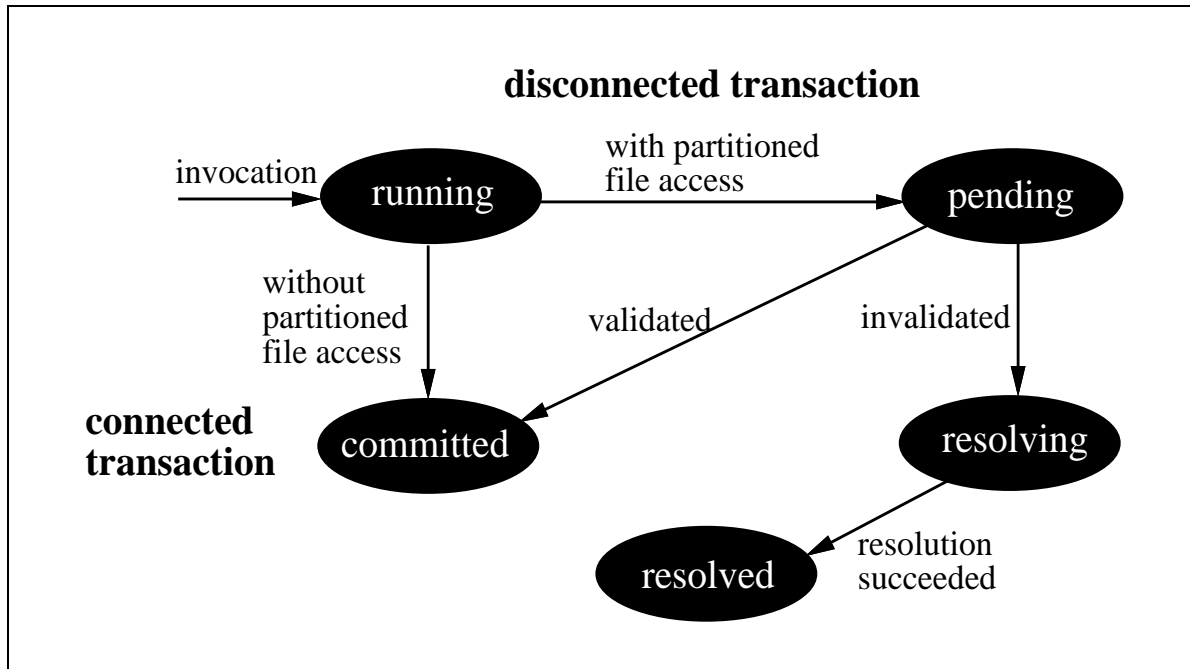 disconnected transaction
invocation
running
with partitioned
file access
pending
without
partitioned
file access
validated
invalidated
connected
transaction
committed
resolving
resolved
resolution
succeeded